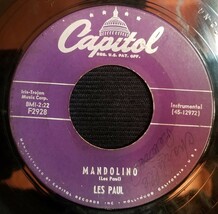 Capitol
REG. U.S. PAT. OFF.
Iris-Trojan
Music Corp.
BMI-2:22
F2928
Instrumental
(45-12972)
MANDOLINO
(Les Paul)
LES PAUL